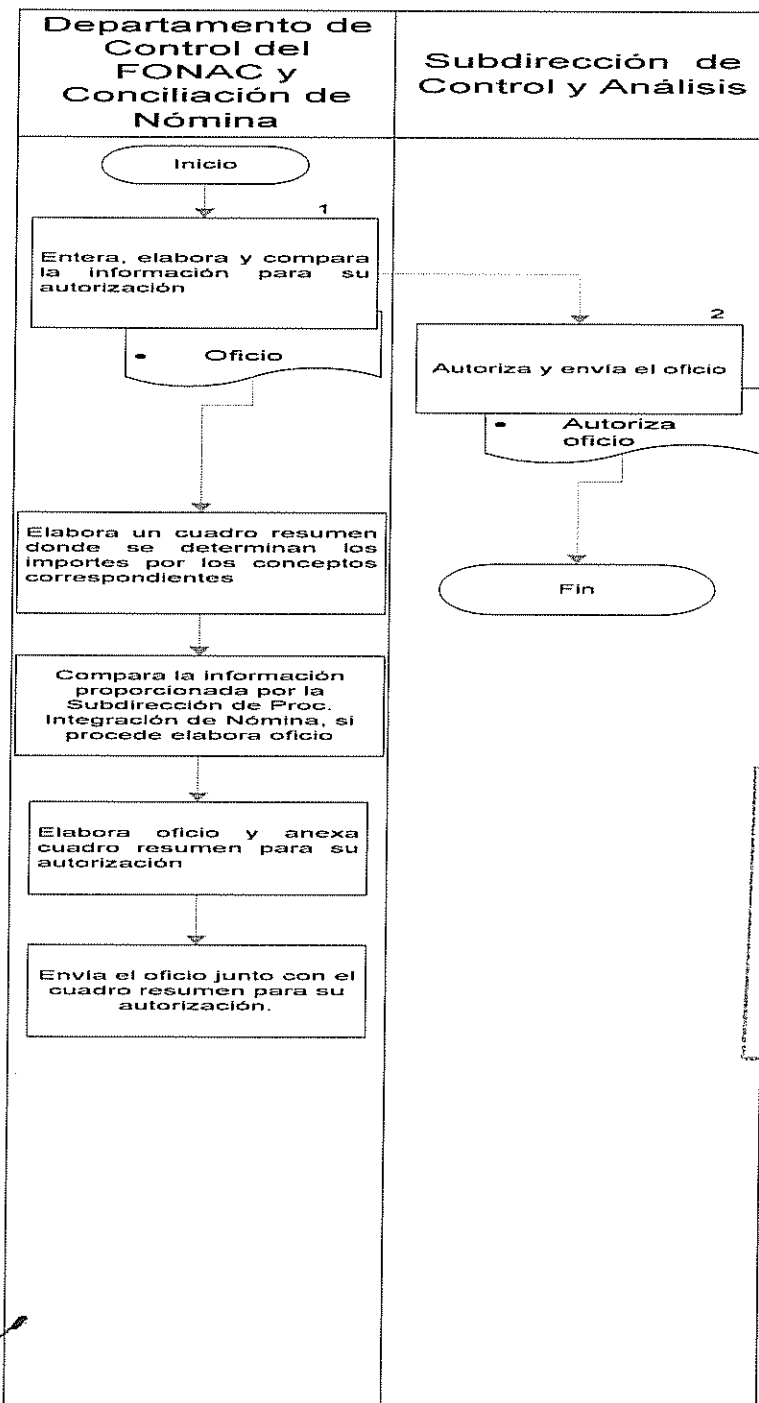 Departamento de
Control del
FONAC y
Conciliación de
Nómina
Subdirección de
Control y Análisis
Inicio
1
Entera, elabora y compara
la información para su
autorización
• Oficio
2
Autoriza y envía el oficio
• Autoriza
oficio
Fin
Elabora un cuadro resumen
donde se determinan los
importes por los conceptos
correspondientes
Compara la información
proporcionada por la
Subdirección de Proc.
Integración de Nómina, si
procede elabora oficio
Elabora oficio y anexa
cuadro resumen para su
autorización
Envía el oficio junto con el
cuadro resumen para su
autorización.